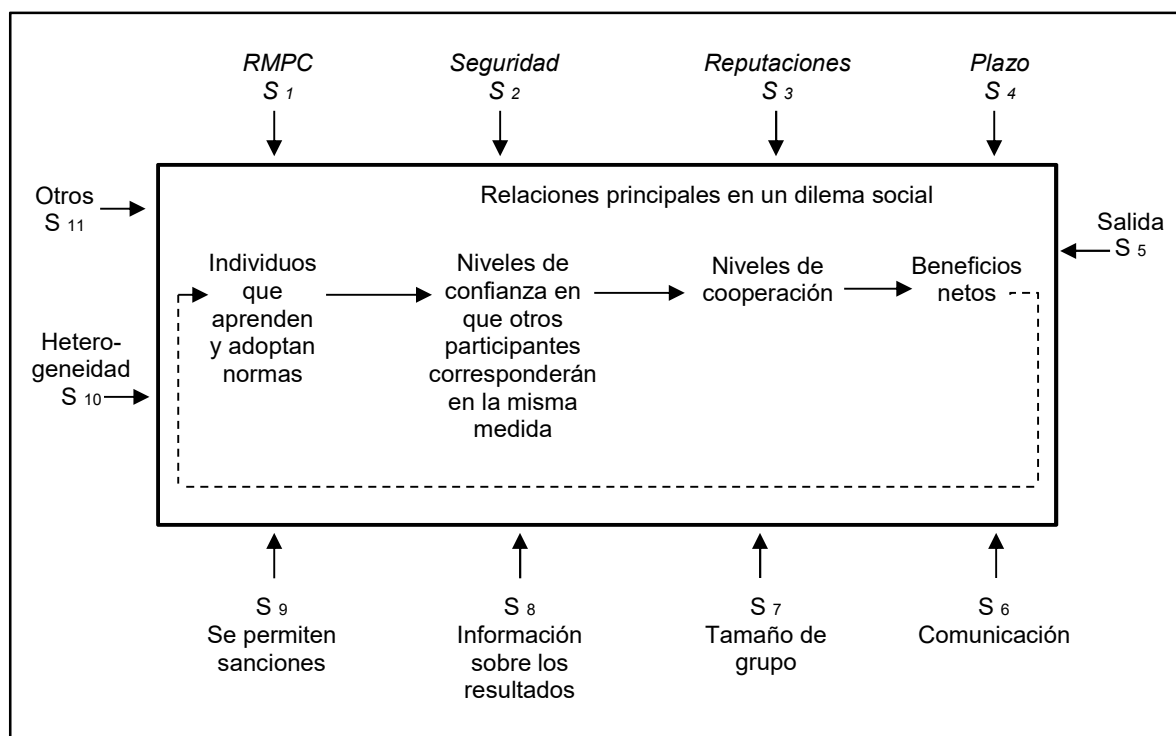 RMPC
S 1
Seguridad
S 2
Reputaciones
S 3
Plazo
S 4
Otros
S 11
Relaciones principales en un dilema social
Salida
S 5
Individuos
que
aprenden
y adoptan
normas
Niveles de
confianza en
que otros
participantes
corresponderán
en la misma
medida
Niveles de
cooperación
Beneficios
netos
Hetero-
geneidad
S 10
S 9
Se permiten
sanciones
S 8
Información
sobre los
resultados
S 7
Tamaño de
grupo
S 6
Comunicación